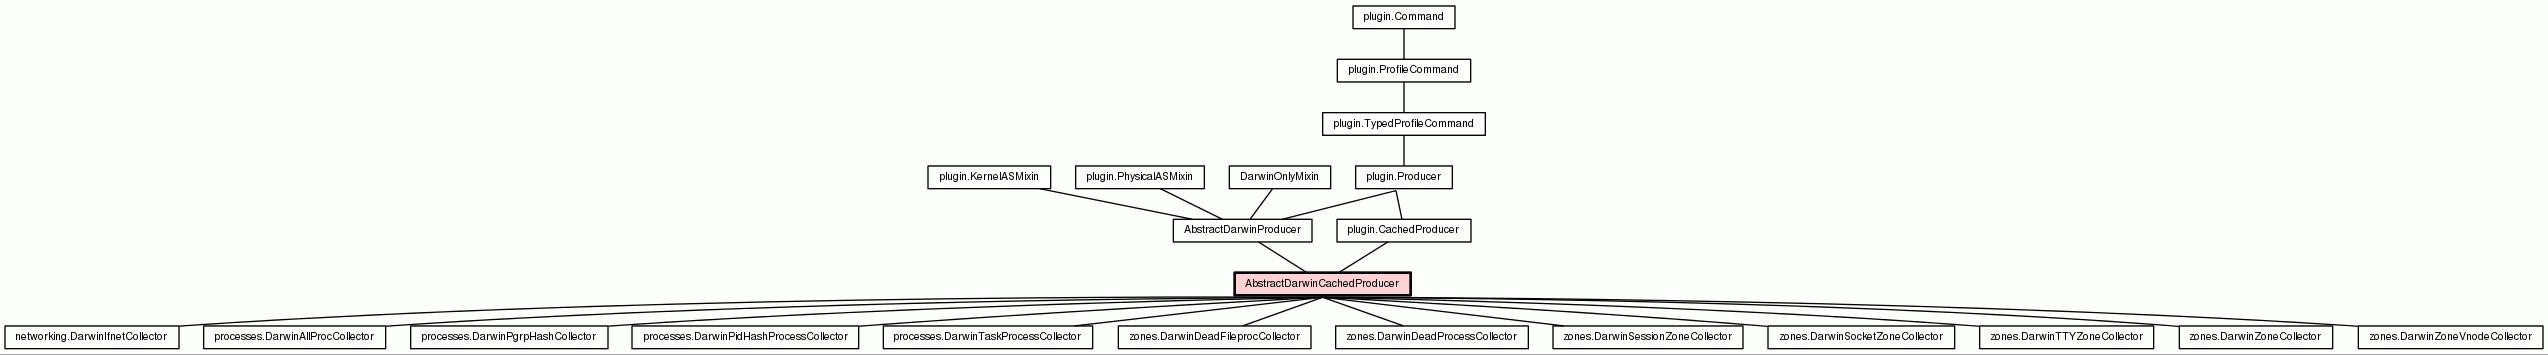 plugin.Command
plugin.ProfileCommand
plugin.TypedProfileCommand
plugin.KernelASMixin
plugin.PhysicalASMixin
DarwinOnlyMixin
plugin.Producer
AbstractDarwinProducer
plugin.CachedProducer
AbstractDarwinCachedProducer
networking.DarwinIfnetCollector
processes.DarwinAllProcCollector
processes.DarwinPgrpHashCollector
processes.DarwinPidHashProcessCollector
processes.DarwinTaskProcessCollector
zones.DarwinDeadFileprocCollector
zones.DarwinDeadProcessCollector
zones.DarwinSessionZoneCollector
zones.DarwinSocketZoneCollector
zones.DarwinTTYZoneCollector
zones.DarwinZoneCollector
zones.DarwinZoneVnodeCollector